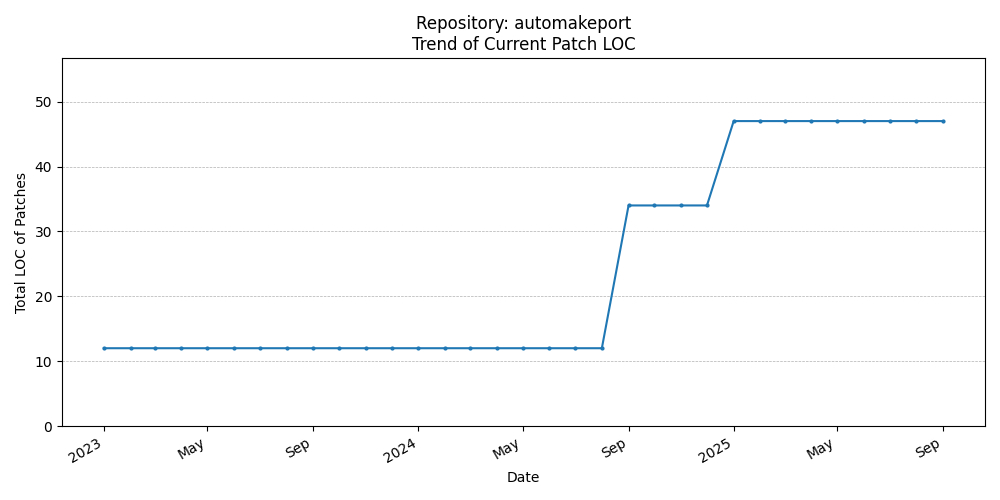 Repository: automakeport
Trend of Current Patch LOC
Total LOC of Patches
50
40
30
20
10
0
2023
May
Sep
2024
May
Sep
2025
May
Sep
Date